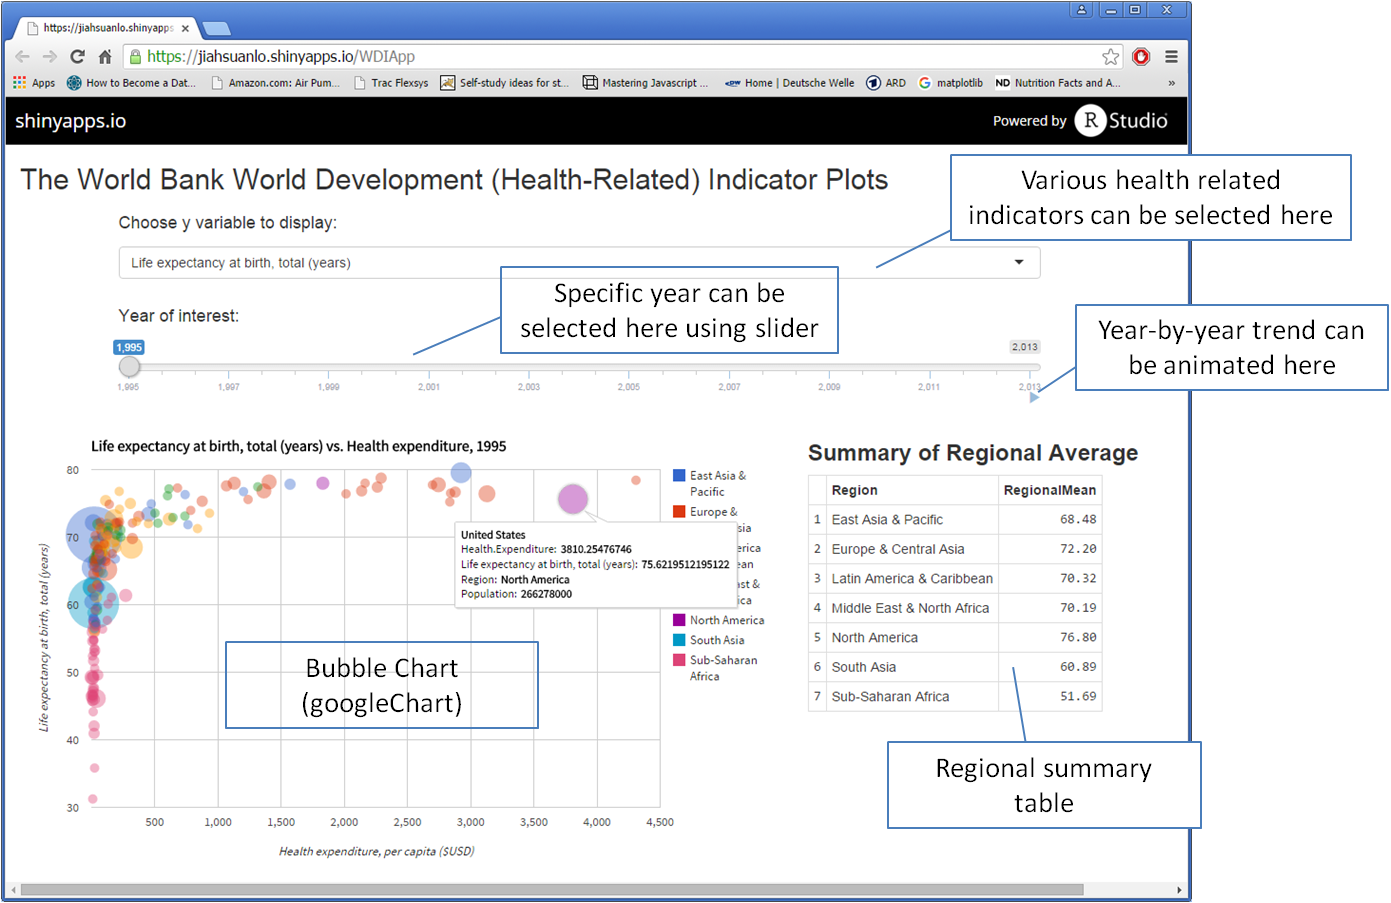 https://jiahsuanlo.shinyapps
https://jiahsuanlo.shinyapps.io/WDIApp
Apps
How to Become a Dat...
Amazon.com: Air Pum...
Trac Flexsys
Self-study ideas for st...
Mastering Javascript ...
DW
Home | Deutsche Welle
ARD
matplotlib
ND
Nutrition Facts and A...
»
shinyapps.io
Powered by R Studio
The World Bank World Development (Health-Related) Indicator Plots
Various health related
indicators can be selected here
Choose y variable to display:
Life expectancy at birth, total (years)
Specific year can be
selected here using slider
Year of interest:
Year-by-year trend can
be animated here
1,995
2,013
1,995 1,997 1,999 2,001 2,003 2,005 2,007 2,009 2,011 2,013
Life expectancy at birth, total (years) vs. Health expenditure, 1995
80
70
60
50
40
30
Life expectancy at birth, total (years)
500 1,000 1,500 2,000 2,500 3,000 3,500 4,000 4,500
Health expenditure, per capita ($USD)
East Asia &
Pacific
Europe &
North America
South Asia
Sub-Saharan
Africa
United States
Health.Expenditure: 3810.25476746
Life expectancy at birth, total (years): 75.6219512195122
Region: North America
Population: 266278000
Bubble Chart
(googleChart)
Summary of Regional Average
Region RegionalMean
1 East Asia & Pacific 68.48
2 Europe & Central Asia 72.20
3 Latin America & Caribbean 70.32
4 Middle East & North Africa 70.19
5 North America 76.80
6 South Asia 60.89
7 Sub-Saharan Africa 51.69
Regional summary
table